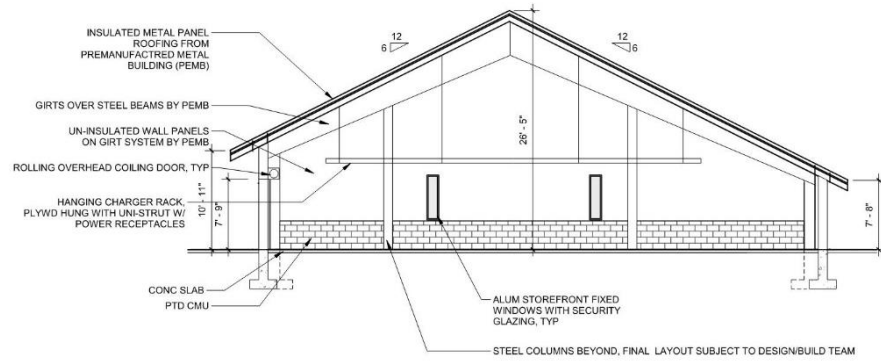 INSULATED METAL PANEL
ROOFING FROM
PREMANUFACTRED METAL
BUILDING (PEMB)
12
6
12
6
GIRTS OVER STEEL BEAMS BY PEMB
UN-INSULATED WALL PANELS
ON GIRT SYSTEM BY PEMB
ROLLING OVERHEAD COILING DOOR, TYP
HANGING CHARGER RACK,
PLYWD HUNG WITH UNI-STRUT W/
POWER RECEPTACLES
10' - 11"
7' - 9"
26' - 5"
7' - 8"
CONC SLAB
PTD CMU
ALUM STOREFRONT FIXED
WINDOWS WITH SECURITY
GLAZING, TYP
STEEL COLUMNS BEYOND, FINAL LAYOUT SUBJECT TO DESIGN/BUILD TEAM